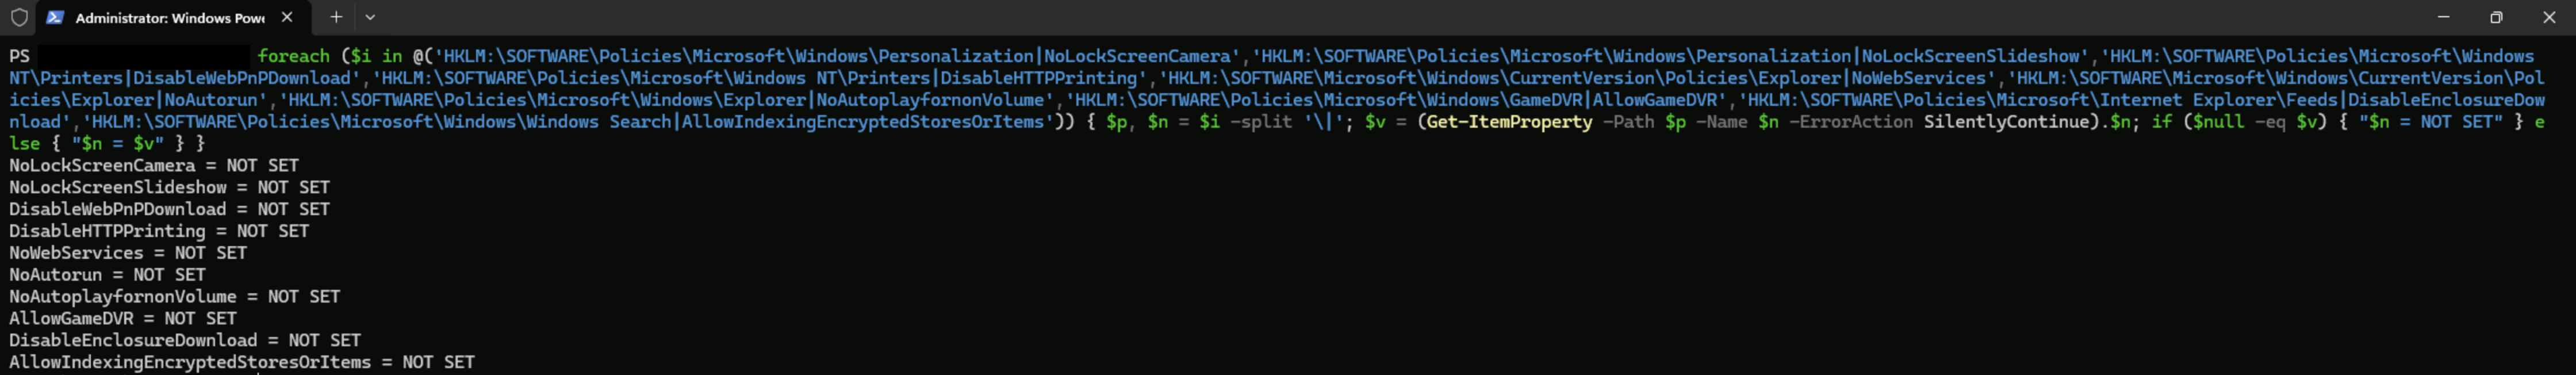 Administrator: Windows Powe
PS foreach ($i in @('HKLM:\SOFTWARE\Policies\Microsoft\Windows\Personalization|NoLockScreenCamera','HKLM:\SOFTWARE\Policies\Microsoft\Windows\Personalization|NoLockScreenSlideshow','HKLM:\SOFTWARE\Policies\Microsoft\Windows
NT\Printers|DisableWebPnPDownload','HKLM:\SOFTWARE\Policies\Microsoft\Windows NT\Printers|DisableHTTPPrinting','HKLM:\SOFTWARE\Microsoft\Windows\CurrentVersion\Policies\Explorer|NoWebServices','HKLM:\SOFTWARE\Microsoft\Windows\CurrentVersion\Pol
icies\Explorer|NoAutorun','HKLM:\SOFTWARE\Policies\Microsoft\Windows\Explorer|NoAutoplayfornonVolume','HKLM:\SOFTWARE\Policies\Microsoft\Windows\GameDVR|AllowGameDVR','HKLM:\SOFTWARE\Policies\Microsoft\Internet Explorer\Feeds|DisableEnclosureDow
nload','HKLM:\SOFTWARE\Policies\Microsoft\Windows\Windows Search|AllowIndexingEncryptedStoresOrItems')) { $p, $n = $i -split '\|'; $v = (Get-ItemProperty -Path $p -Name $n -ErrorAction SilentlyContinue).$n; if ($null -eq $v) { "$n = NOT SET" } e
lse { "$n = $v" } }
NoLockScreenCamera = NOT SET
NoLockScreenSlideshow = NOT SET
DisableWebPnPDownload = NOT SET
DisableHTTPPrinting = NOT SET
NoWebServices = NOT SET
NoAutorun = NOT SET
NoAutoplayfornonVolume = NOT SET
AllowGameDVR = NOT SET
DisableEnclosureDownload = NOT SET
AllowIndexingEncryptedStoresOrItems = NOT SET